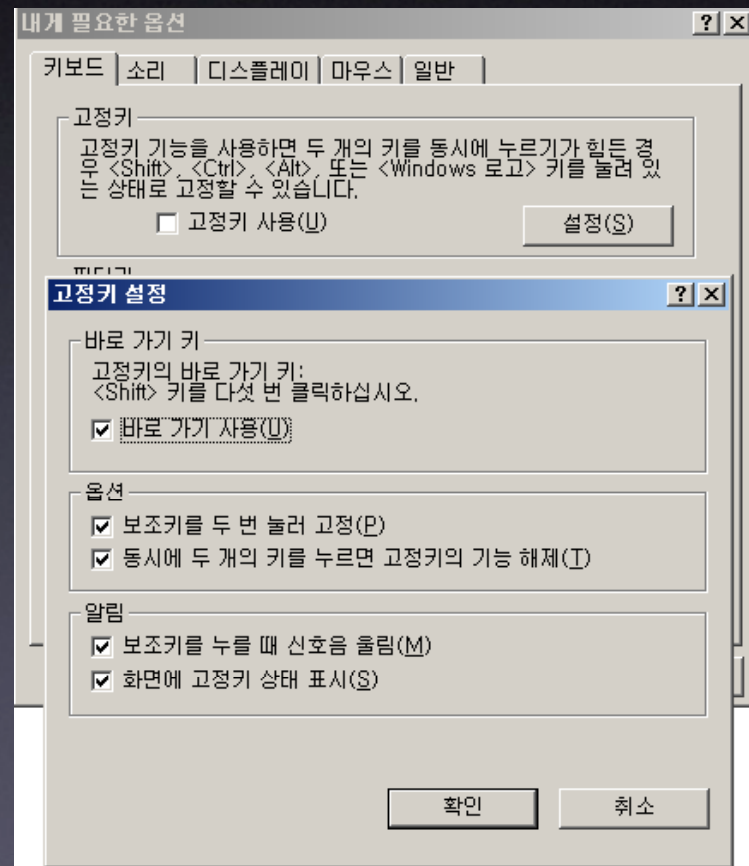 내게 필요한 옵션
키보드 소리 디스플레이 마우스 일반
고정키
고정키 기능을 사용하면 두 개의 키를 동시에 누르기가 힘든 경
우 <Shift>, <Ctrl>, <Alt>, 또는 <Windows 로고> 키를 눌려 있
는 상태로 고정할 수 있습니다.
고정키 사용(U)
설정(S)
고정키 설정
바로 가기 키
고정키의 바로 가기 키:
<Shift> 키를 다섯 번 클릭하십시오.
바로 가기 사용(U)
옵션
보조키를 두 번 눌러 고정(P)
동시에 두 개의 키를 누르면 고정키의 기능 해제(T)
알림
보조키를 누를 때 신호음 울림(M)
화면에 고정키 상태 표시(S)
확인 취소